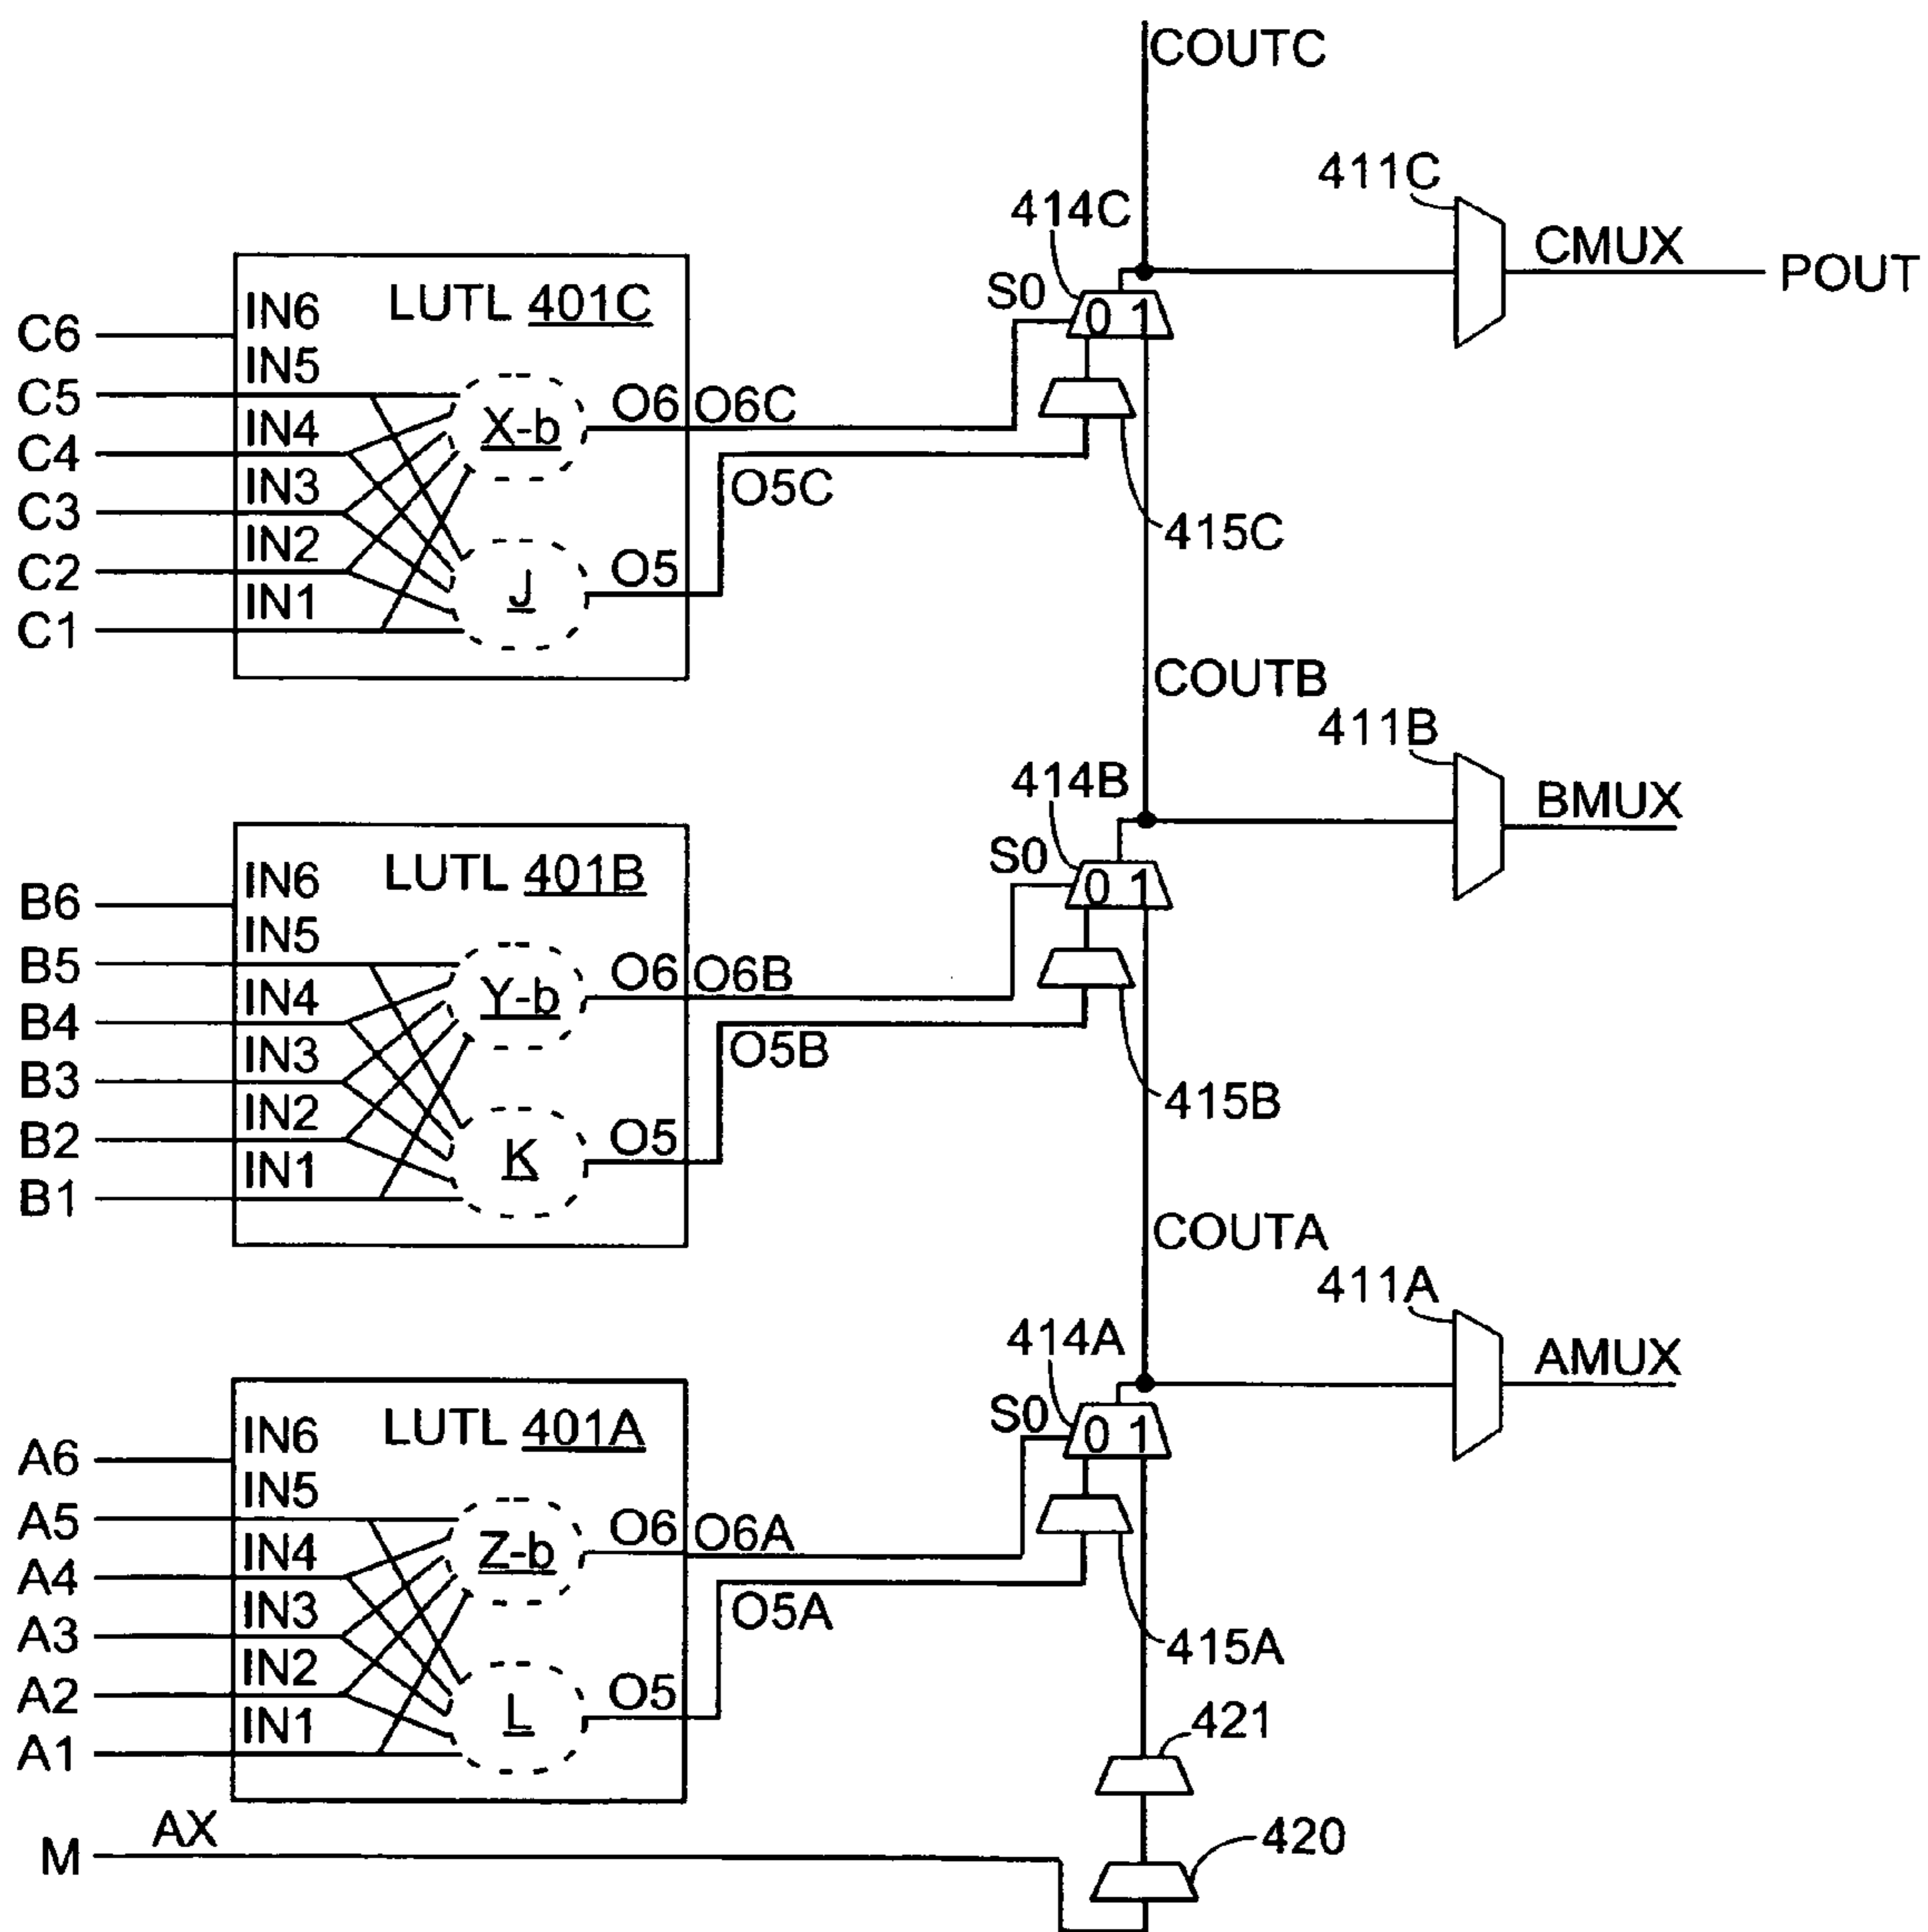 COUTC
411C
414C
CMUX
POUT
S0
0 1
LUTL 401C
C6
IN6
C5
IN5
C4
IN4
C3
IN3
C2
IN2
C1
IN1
X-b
O6
O6C
O5C
J
O5
415C
COUTB
411B
414B
BMUX
S0
0 1
LUTL 401B
B6
IN6
B5
IN5
B4
IN4
B3
IN3
B2
IN2
B1
IN1
Y-b
O6
O6B
O5B
K
O5
415B
COUTA
411A
414A
AMUX
S0
0 1
LUTL 401A
A6
IN6
A5
IN5
A4
IN4
A3
IN3
A2
IN2
A1
IN1
Z-b
O6
O6A
O5A
L
O5
415A
421
M
AX
420